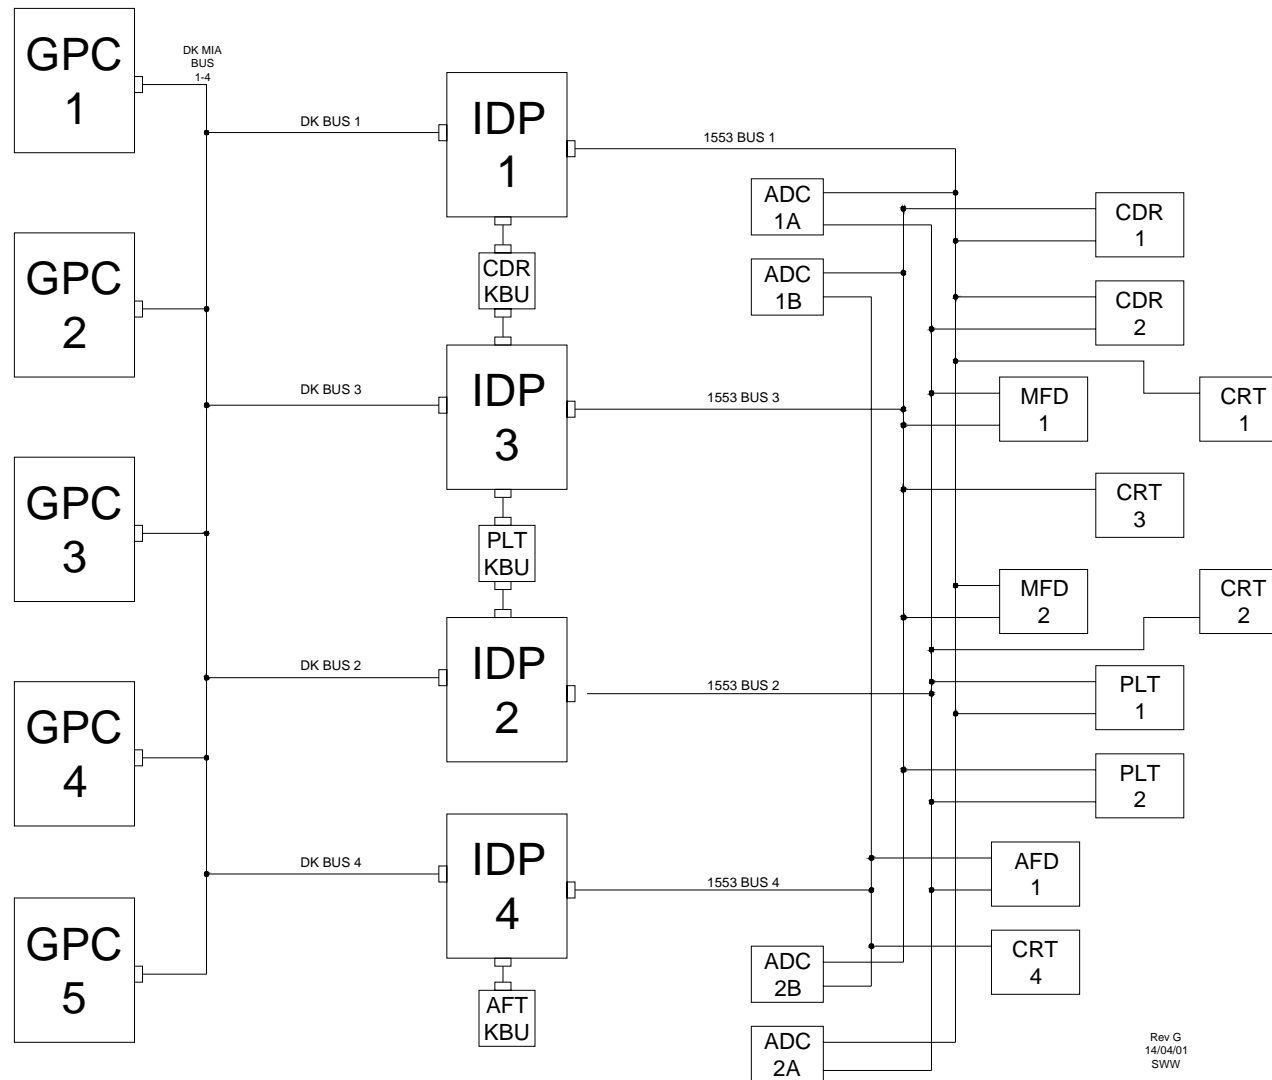 GPC
1
DK MIA
BUS
1-4
DK BUS 1
IDP
1
1553 BUS 1
ADC
1A
CDR
1
GPC
2
CDR
KBU
ADC
1B
CDR
2
DK BUS 3
IDP
3
1553 BUS 3
MFD
1
CRT
1
GPC
3
PLT
KBU
CRT
3
MFD
2
CRT
2
DK BUS 2
IDP
2
1553 BUS 2
PLT
1
GPC
4
PLT
2
DK BUS 4
IDP
4
1553 BUS 4
AFD
1
GPC
5
AFT
KBU
ADC
2B
CRT
4
ADC
2A
Rev G
14/04/01
SWW